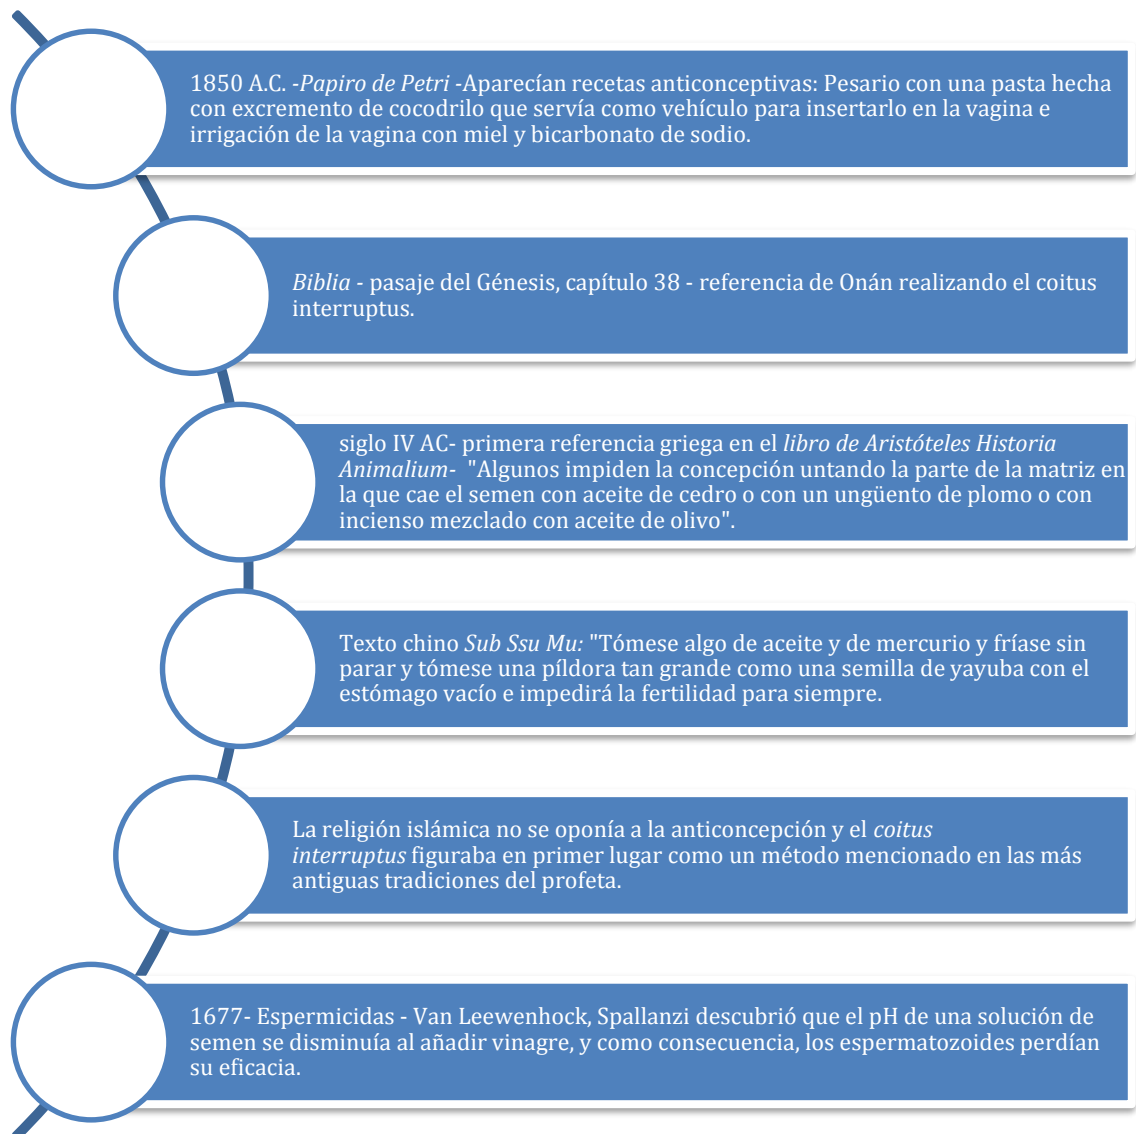 1850 A.C. -Papiro de Petri -Aparecían recetas anticonceptivas: Pesario con una pasta hecha
con excremento de cocodrilo que servía como vehículo para insertarlo en la vagina e
irrigación de la vagina con miel y bicarbonato de sodio.
Biblia - pasaje del Génesis, capítulo 38 - referencia de Onán realizando el coitus
interruptus.
siglo IV AC- primera referencia griega en el libro de Aristóteles Historia
Animalium- "Algunos impiden la concepción untando la parte de la matriz en
la que cae el semen con aceite de cedro o con un ungüento de plomo o con
incienso mezclado con aceite de olivo".
Texto chino Sub Ssu Mu: "Tómese algo de aceite y de mercurio y fríase sin
parar y tómese una píldora tan grande como una semilla de yayuba con el
estómago vacío e impedirá la fertilidad para siempre.
La religión islámica no se oponía a la anticoncepción y el coitus
interruptus figuraba en primer lugar como un método mencionado en las más
antiguas tradiciones del profeta.
1677- Espermicidas - Van Leewenhock, Spallanzi descubrió que el pH de una solución de
semen se disminuía al añadir vinagre, y como consecuencia, los espermatozoides perdían
su eficacia.